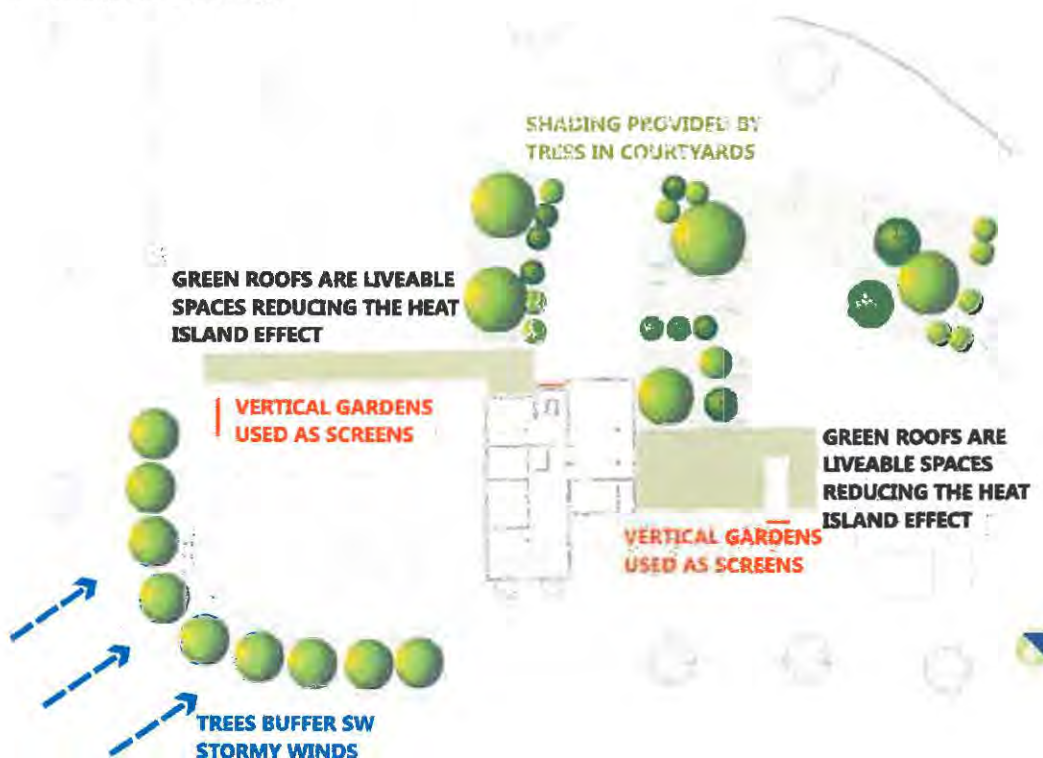 SHADING PROVIDED BY
TREES IN COURTYARDS
GREEN ROOFS ARE LIVEABLE
SPACES REDUCING THE HEAT
ISLAND EFFECT
VERTICAL GARDENS
USED AS SCREENS
GREEN ROOFS ARE
LIVEABLE SPACES
REDUCING THE HEAT
ISLAND EFFECT
VERTICAL GARDENS
USED AS SCREENS
TREES BUFFER SW
STORMY WINDS